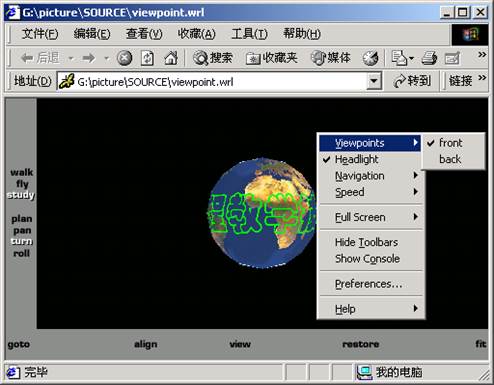 G:\picture\SOURCE\viewpoint.wrl
文件(F) 编辑(E) 查看(V) 收藏(A) 工具(T) 帮助(H)
后退 搜索 收藏夹 媒体
地址(D) G:\picture\SOURCE\viewpoint.wrl 转到 链接 »
walk
fly
study
plan
pan
turn
roll
教学
Viewpoints
Headlight
Navigation
Speed
Full Screen
Hide Toolbars
Show Console
Preferences...
Help
front
back
goto align view restore fit
完毕 我的电脑